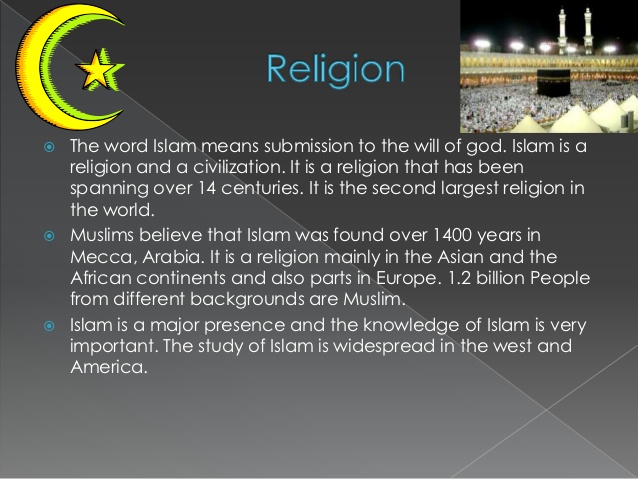 Religion
The word Islam means submission to the will of god. Islam is a
religion and a civilization. It is a religion that has been
spanning over 14 centuries. It is the second largest religion in
the world.
Muslims believe that Islam was found over 1400 years in
Mecca, Arabia. It is a religion mainly in the Asian and the
African continents and also parts in Europe. 1.2 billion People
from different backgrounds are Muslim.
Islam is a major presence and the knowledge of Islam is very
important. The study of Islam is widespread in the west and
America.